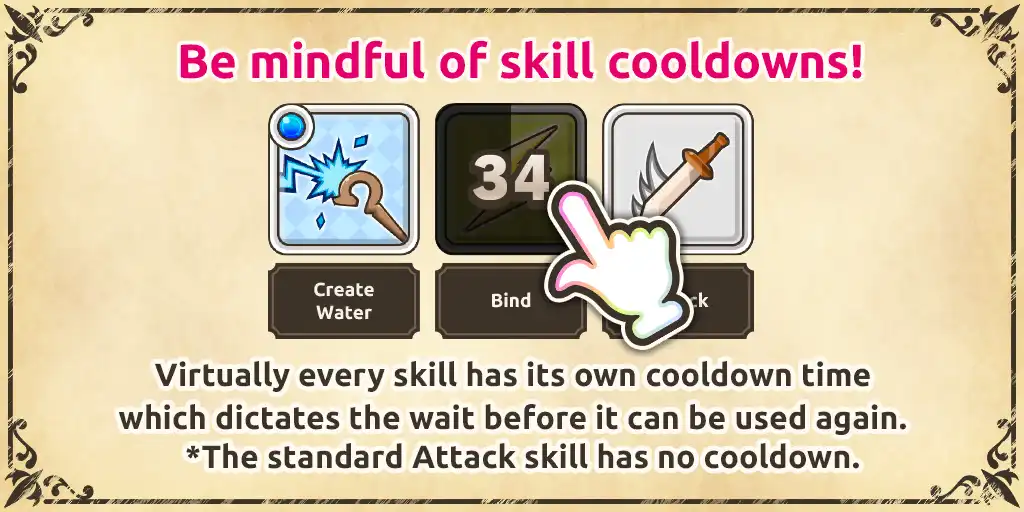 Be mindful of skill cooldowns!
34
Create
Water
Bind
ck
Virtually every skill has its own cooldown time
which dictates the wait before it can be used again.
*The standard Attack skill has no cooldown.